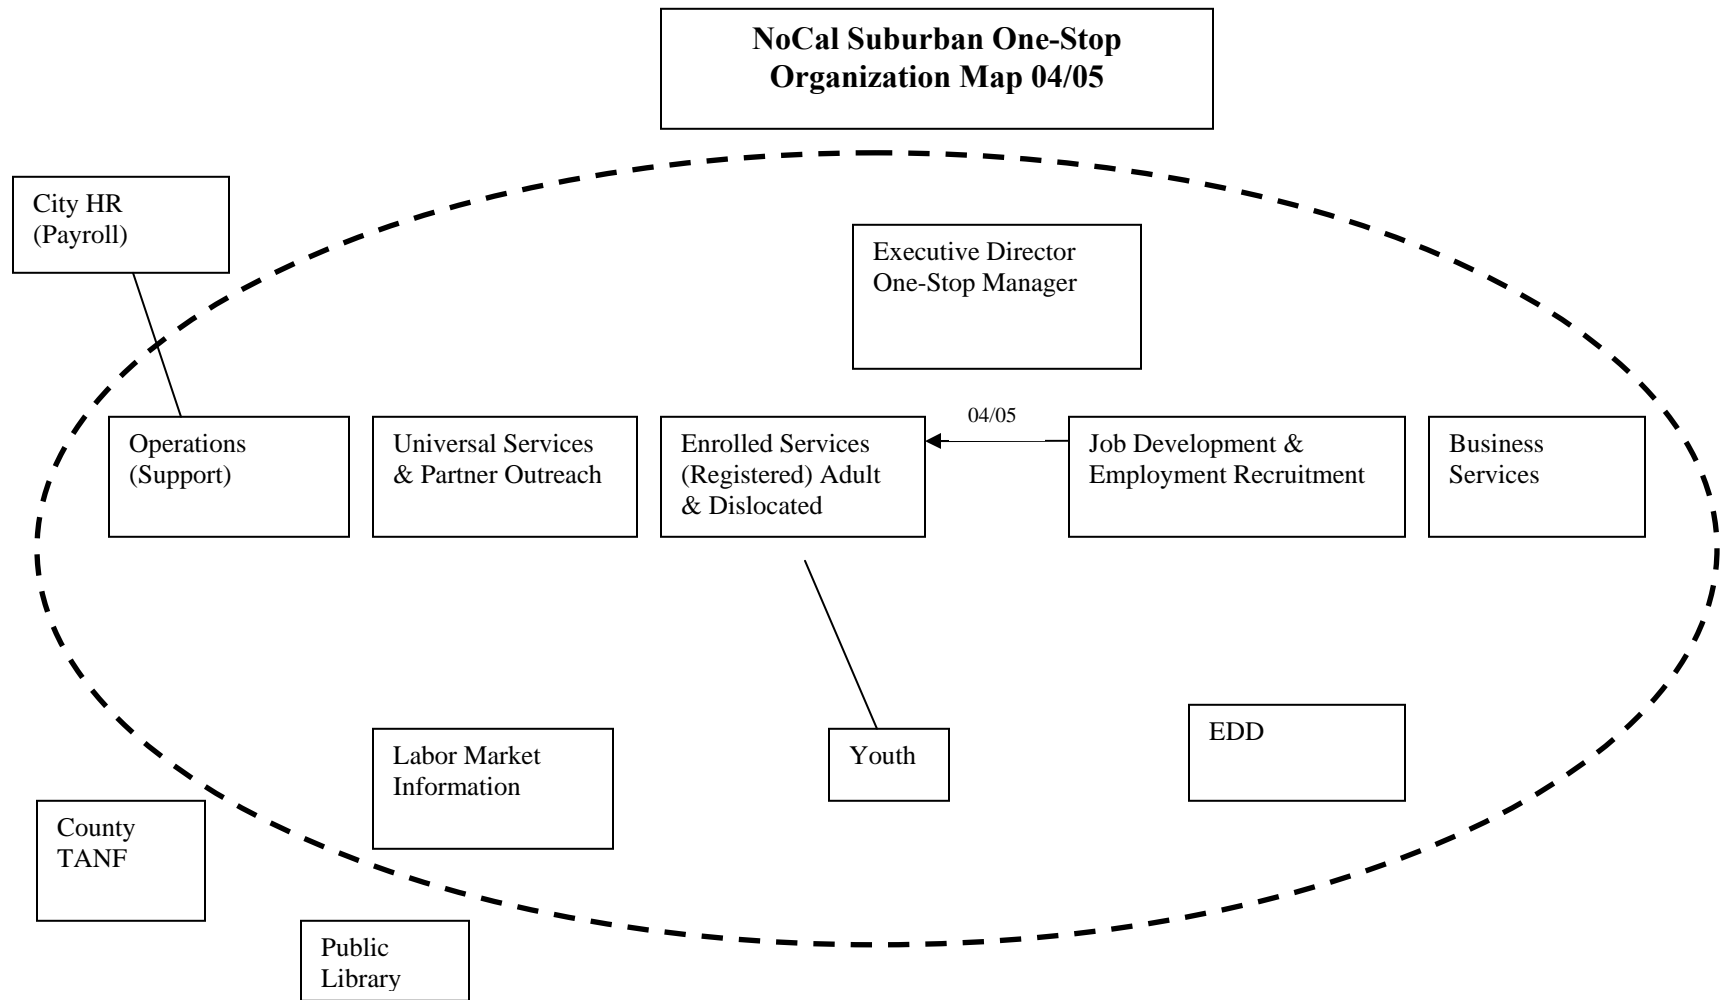 NoCal Suburban One-Stop
Organization Map 04/05
City HR
(Payroll)
Executive Director
One-Stop Manager
04/05
Operations
(Support)
Universal Services
& Partner Outreach
Enrolled Services
(Registered) Adult
& Dislocated
Job Development &
Employment Recruitment
Business
Services
Labor Market
Information
Youth
EDD
County
TANF
Public
Library